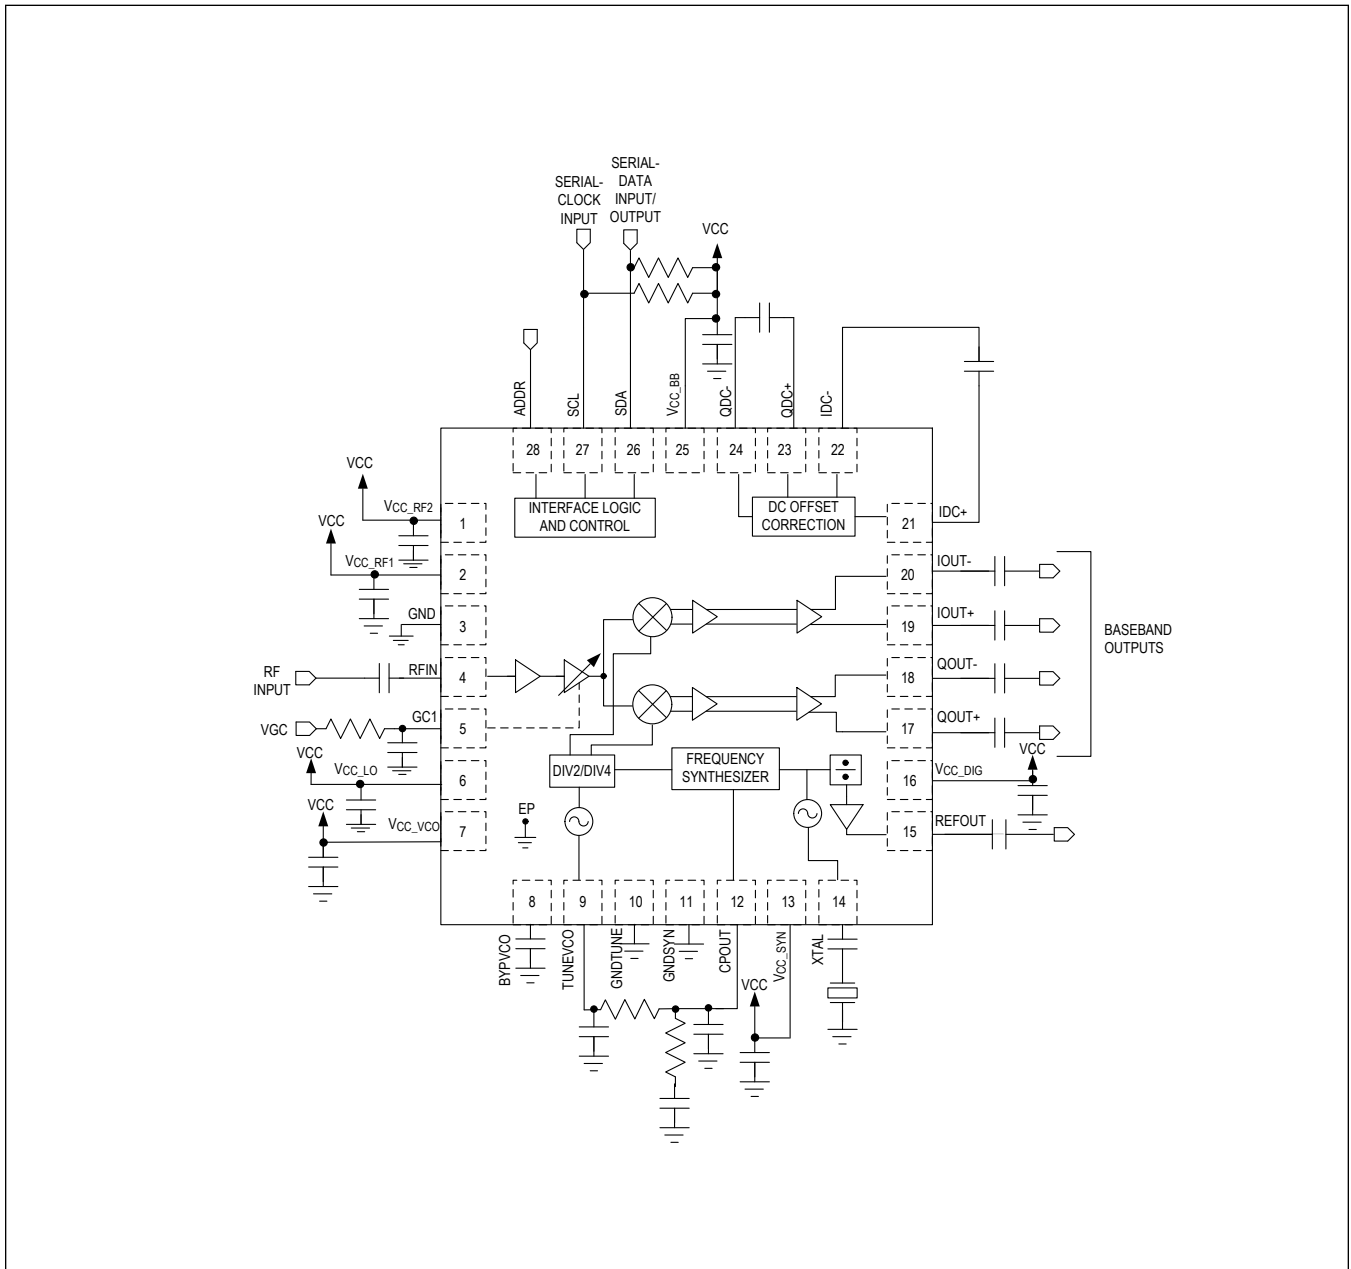 SERIAL-
DATA
INPUT/
OUTPUT
SERIAL-
CLOCK
INPUT
VCC
ADDR
SCL
SDA
VCC_BB
QDC-
QDC+
IDC-
28
27
26
25
24
23
22
INTERFACE LOGIC
AND CONTROL
DC OFFSET
CORRECTION
VCC
VCC_RF2
1
VCC
VCC_RF1
2
GND
3
RF
INPUT
RFIN
4
VGC
GC1
5
VCC
VCC_LO
6
VCC
VCC_VCO
7
IDC+
21
IOUT-
20
IOUT+
19
QOUT-
18
QOUT+
17
BASEBAND
OUTPUTS
VCC
VCC_DIG
16
REFOUT
15
DIV2/DIV4
FREQUENCY
SYNTHESIZER
EP
8
9
10
11
12
13
14
BYPVCO
TUNEVCO
GNDTUNE
GNDSYN
CPOUT
VCC_SYN
XTAL
VCC